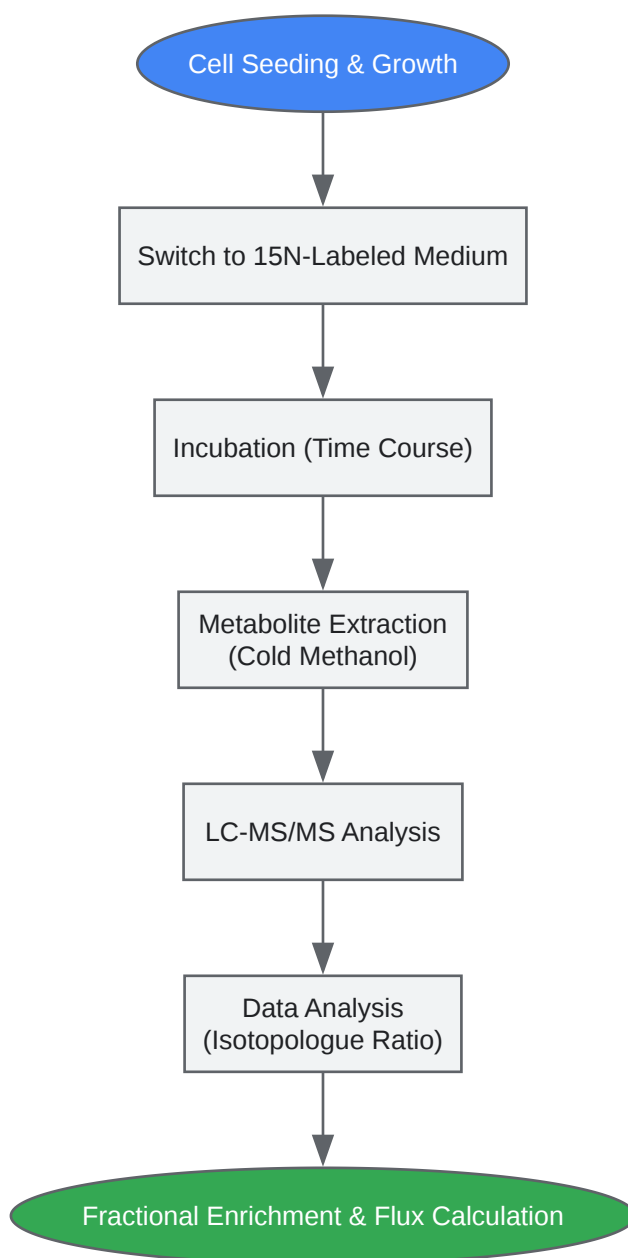 Cell Seeding & Growth
Switch to 15N-Labeled Medium
Incubation (Time Course)
Metabolite Extraction
(Cold Methanol)
LC-MS/MS Analysis
Data Analysis
(Isotopologue Ratio)
Fractional Enrichment & Flux Calculation